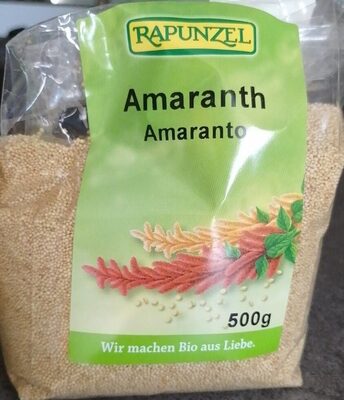 RAPUNZEL
Amaranth
Amaranto
500g
Wir machen Bio aus Liebe.